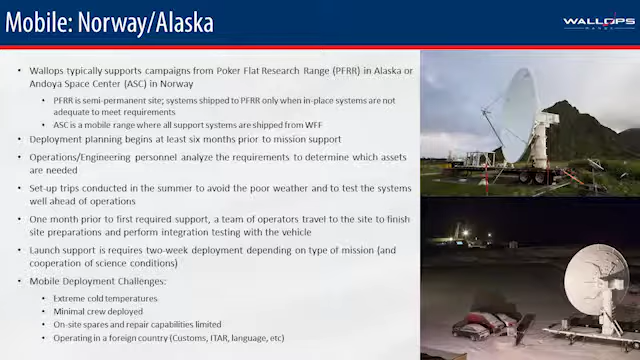 Mobile: Norway/Alaska
WALLOPS
RANGE
• Wallops typically supports campaigns from Poker Flat Research Range (PFRR) in Alaska or
Andoya Space Center (ASC) in Norway
• PFRR is semi-permanent site; systems shipped to PFRR only when in-place systems are not
adequate to meet requirements
• ASC is a mobile range where all support systems are shipped from WFF
• Deployment planning begins at least six months prior to mission support
• Operations/Engineering personnel analyze the requirements to determine which assets
are needed
• Set-up trips conducted in the summer to avoid the poor weather and to test the systems
well ahead of operations
• One month prior to first required support, a team of operators travel to the site to finish
site preparations and perform integration testing with the vehicle
• Launch support is requires two-week deployment depending on type of mission (and
cooperation of science conditions)
• Mobile Deployment Challenges:
• Extreme cold temperatures
• Minimal crew deployed
• On-site spares and repair capabilities limited
• Operating in a foreign country (Customs, ITAR, language, etc)